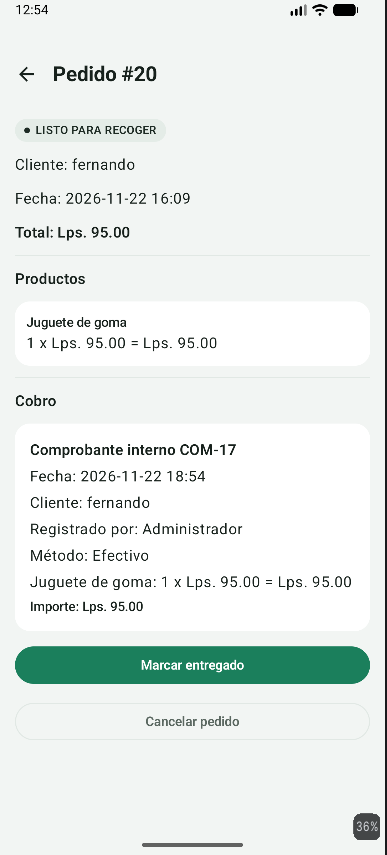 12:54
Pedido #20
LISTO PARA RECOGER
Cliente: fernando
Fecha: 2026-11-22 16:09
Total: Lps. 95.00
Productos
Juguete de goma
1 x Lps. 95.00 = Lps. 95.00
Cobro
Comprobante interno COM-17
Fecha: 2026-11-22 18:54
Cliente: fernando
Registrado por: Administrador
Método: Efectivo
Juguete de goma: 1 x Lps. 95.00 = Lps. 95.00
Importe: Lps. 95.00
Marcar entregado
Cancelar pedido
36%